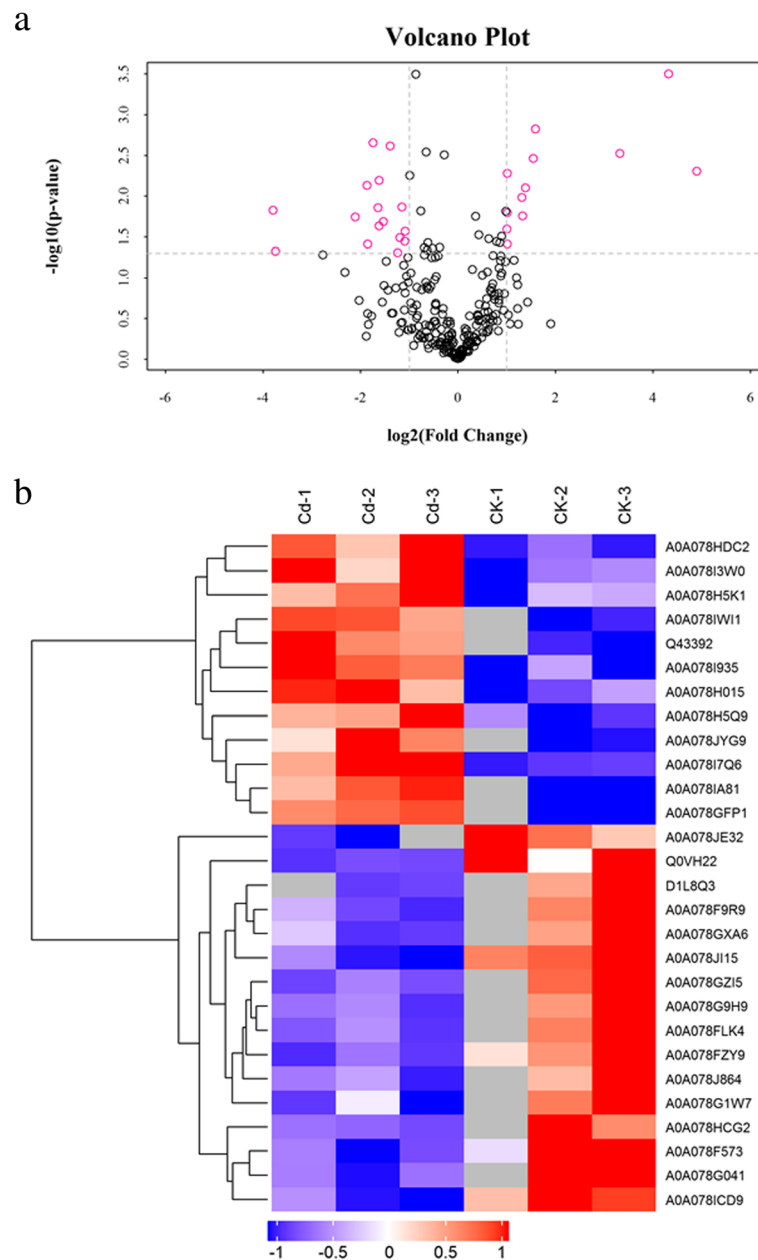 a
Volcano Plot
3.5
3.0
2.5
2.0
1.5
1.0
0.5
0.0
-log10(p-value)
-6 -4 -2 0 2 4 6
log2(Fold Change)
b
Cd-1 Cd-2 Cd-3 CK-1 CK-2 CK-3
A0A078HDC2
A0A078I3W0
A0A078H5K1
A0A078IWI1
Q43392
A0A078I935
A0A078H015
A0A078H5Q9
A0A078JYG9
A0A078I7Q6
A0A078IA81
A0A078GFP1
A0A078JE32
Q0VH22
D1L8Q3
A0A078F9R9
A0A078GXA6
A0A078JI15
A0A078GZI5
A0A078G9H9
A0A078FLK4
A0A078FZY9
A0A078J864
A0A078G1W7
A0A078HCG2
A0A078F573
A0A078G041
A0A078ICD9
-1 -0.5 0 0.5 1